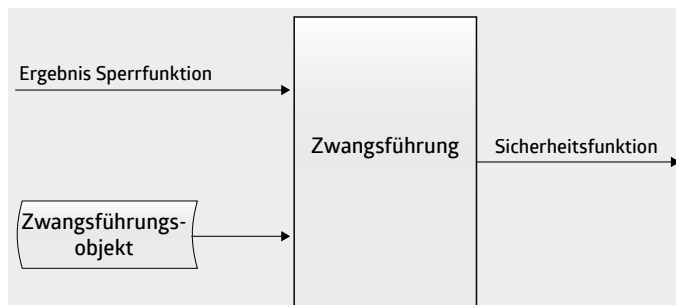 Ergebnis Sperrfunktion
Zwangsführung
Sicherheitsfunktion
Zwangsführungs-
objekt